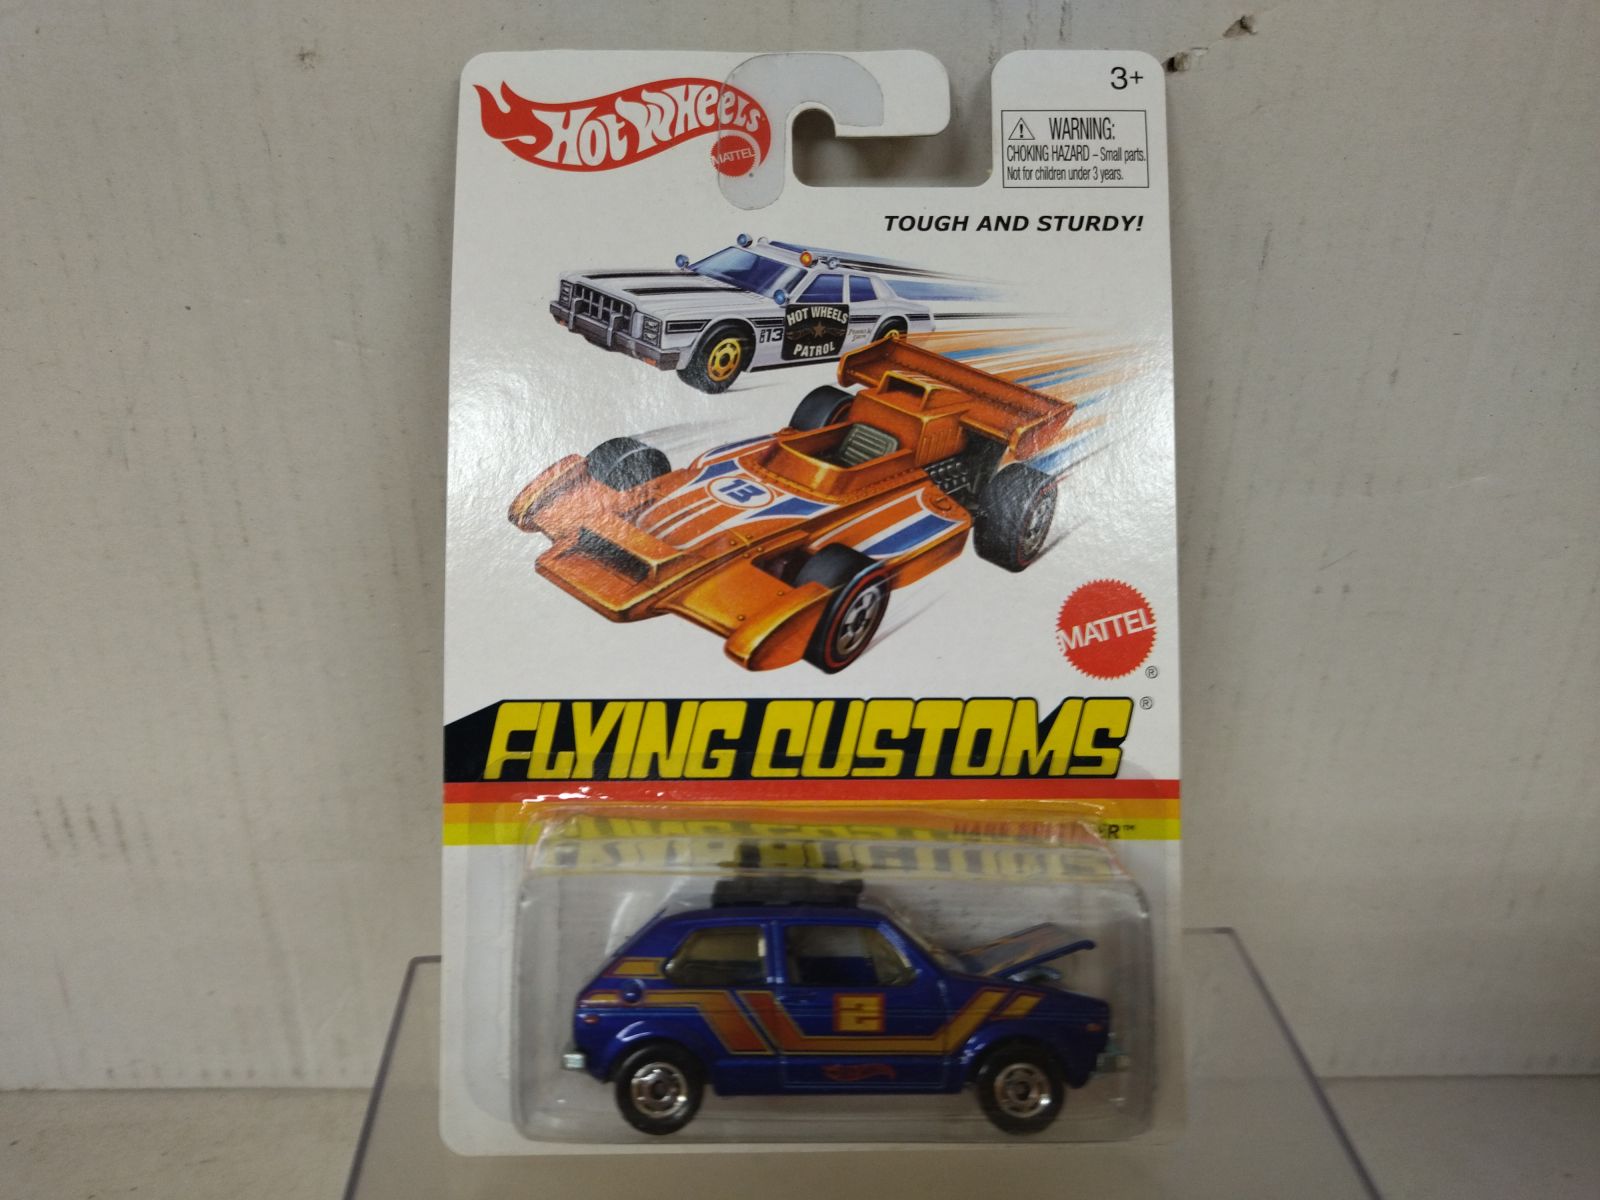 3+
HOT WHEELS
MATTEL
WARNING:
CHOKING HAZARD – Small parts.
Not for children under 3 years.
TOUGH AND STURDY!
HOT WHEELS
PATROL
13
13
MATTEL
®
FLYING CUSTOMS®
2